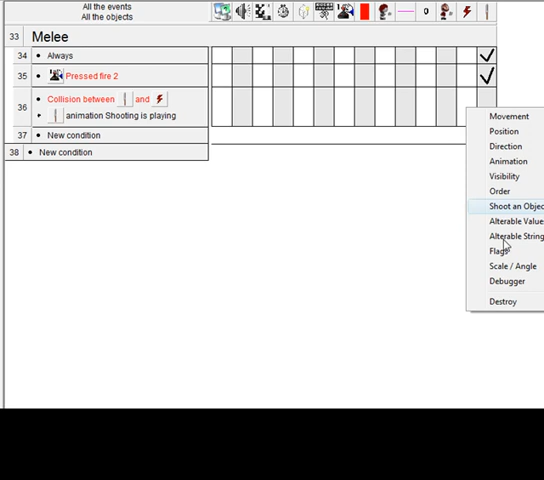 All the events
All the objects
33 Melee
34 • Always
35 • Pressed fire 2
36 • Collision between and
animation Shooting is playing
37 • New condition
38 • New condition
0
Movement
Position
Direction
Animation
Visibility
Order
Shoot an Objec
Alterable Value
Alterable String
Flags
Scale / Angle
Debugger
Destroy